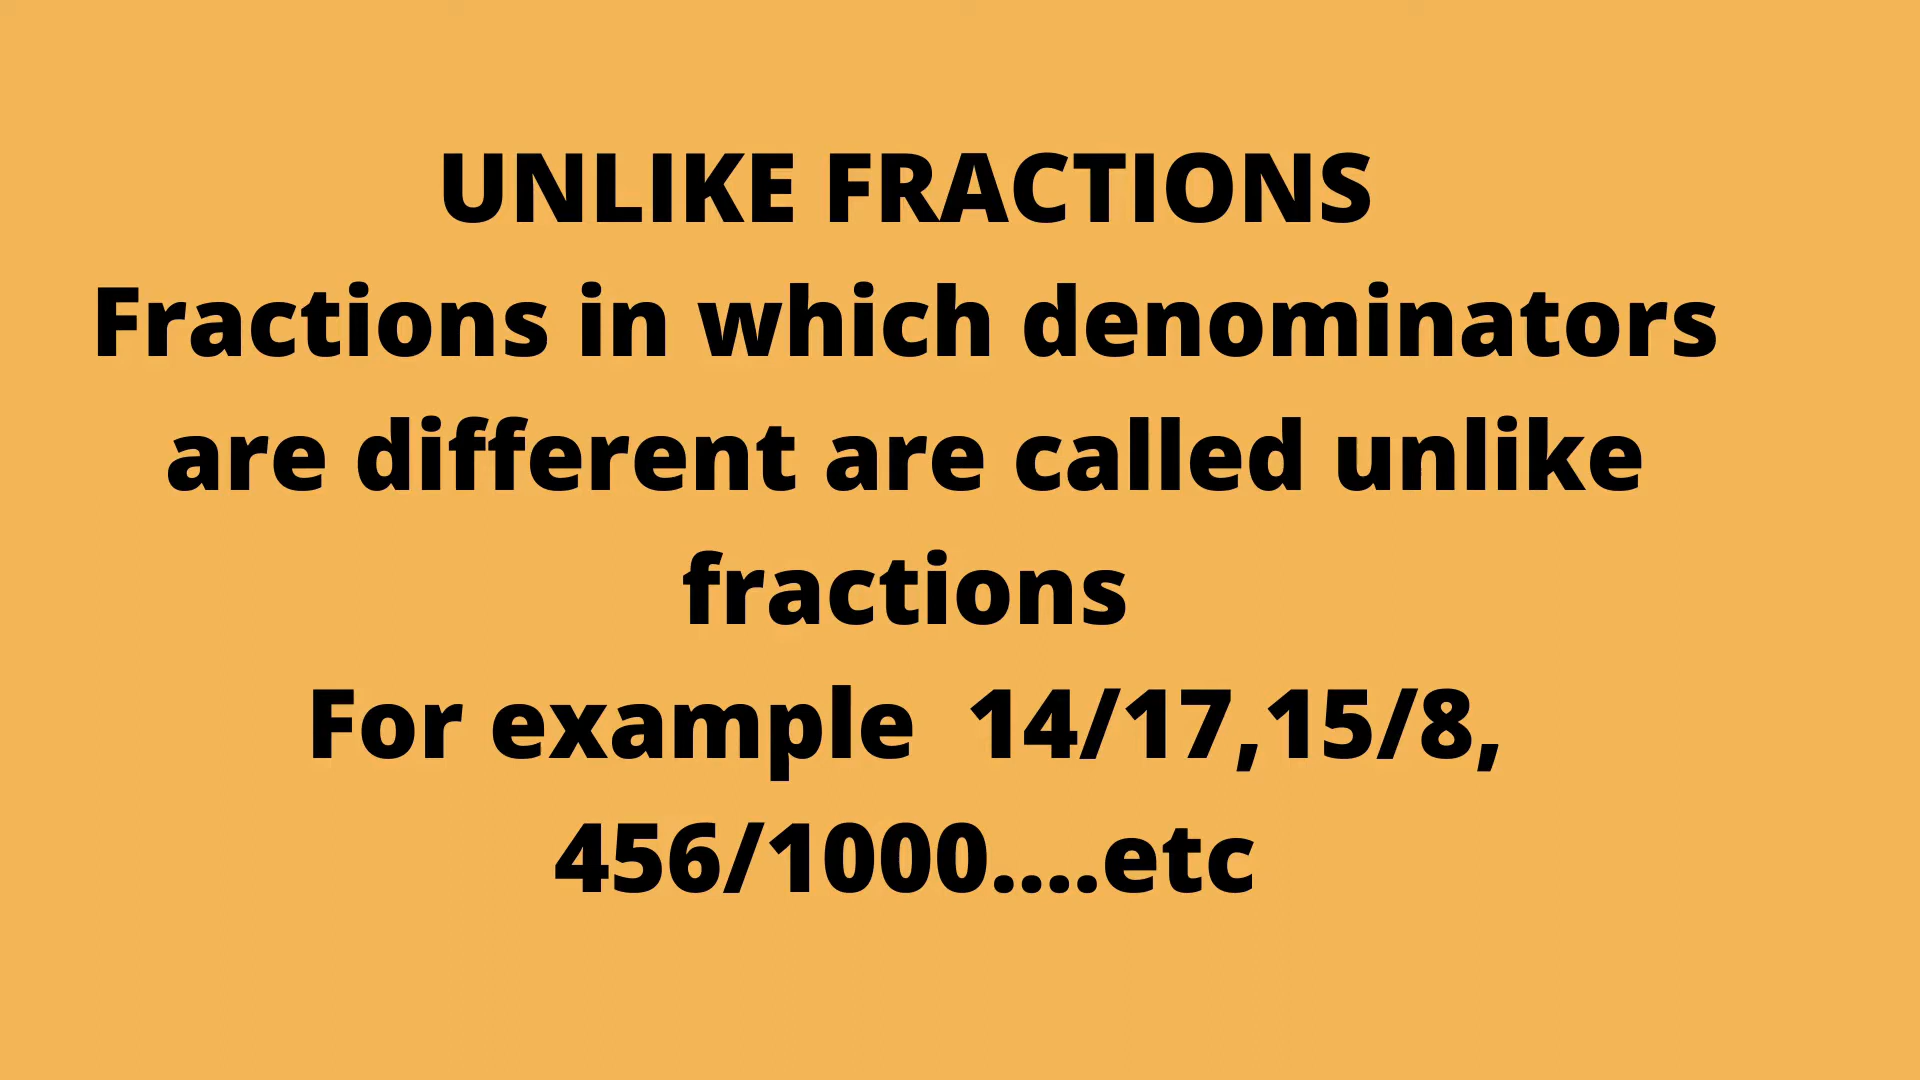 UNLIKE FRACTIONS
Fractions in which denominators
are different are called unlike
fractions
For example  14/17,15/8,
456/1000....etc